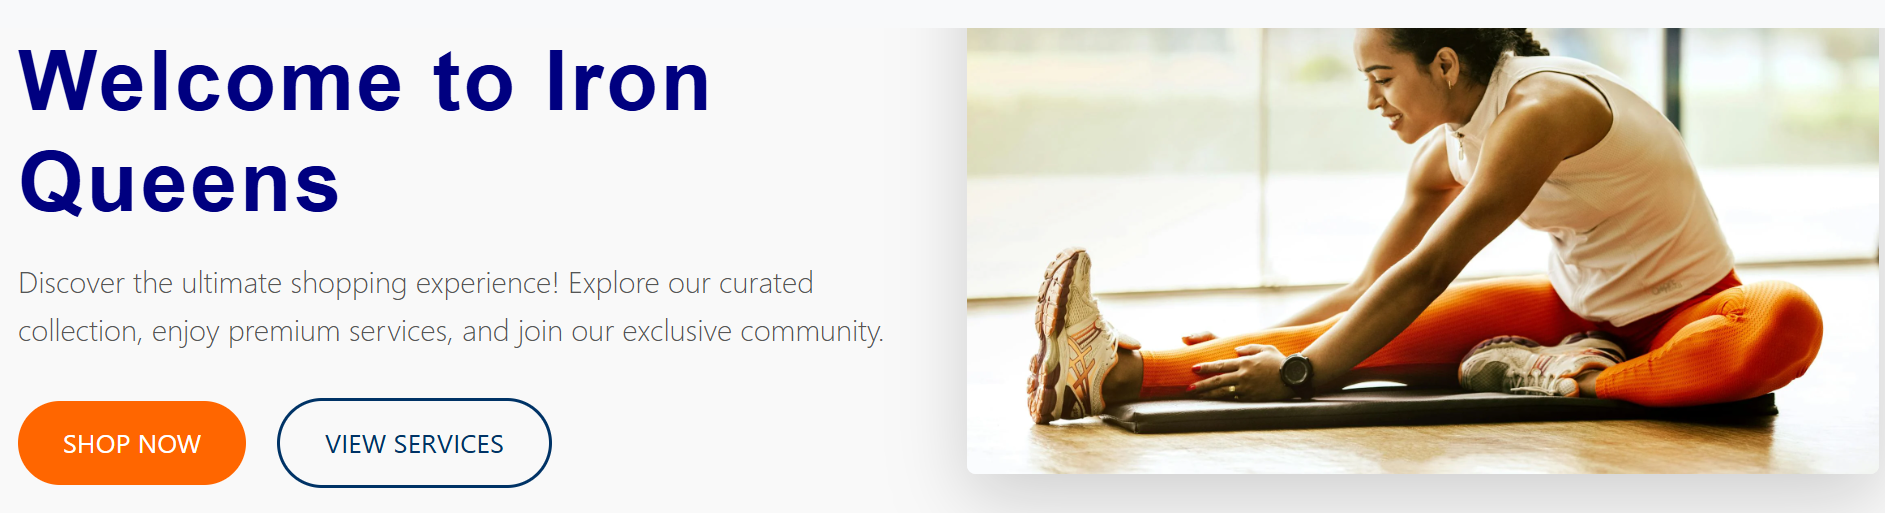 Welcome to Iron
Queens
Discover the ultimate shopping experience! Explore our curated
collection, enjoy premium services, and join our exclusive community.
SHOP NOW
VIEW SERVICES